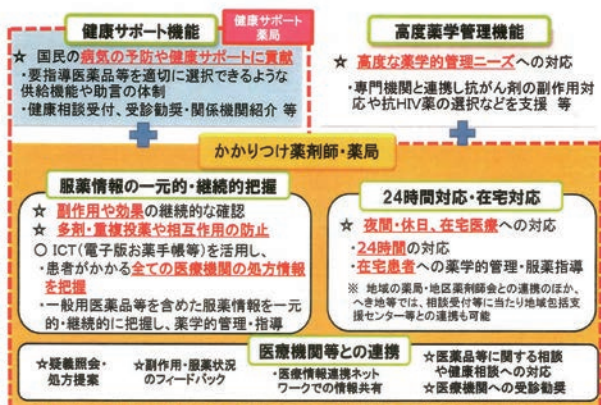 健康サポート機能
健康サポート
薬局
☆ 国民の病気の予防や健康サポートに貢献
・要指導医薬品等を適切に選択できるような
供給機能や助言の体制
・健康相談受付、受診勧奨・関係機関紹介 等
高度薬学管理機能
☆ 高度な薬学的管理ニーズへの対応
・専門機関と連携し抗がん剤の副作用対
応や抗HIV薬の選択などを支援 等
かかりつけ薬剤師・薬局
服薬情報の一元的・継続的把握
☆ 副作用や効果の継続的な確認
☆ 多剤・重複投薬や相互作用の防止
○ ICT(電子版お薬手帳等)を活用し、
・患者がかかる全ての医療機関の処方情報
を把握
・一般用医薬品等を含めた服薬情報を一元
的・継続的に把握し、薬学的管理・指導
24時間対応・在宅対応
☆ 夜間・休日、在宅医療への対応
・24時間の対応
・在宅患者への薬学的管理・服薬指導
※ 地域の薬局・地区薬剤師会との連携のほか、
へき地等では、相談受付等に当たり地域包括支
援センター等との連携も可能
医療機関等との連携
☆疑義照会・
処方提案
☆副作用・服薬状況
のフィードバック
・医療情報連携ネット
ワークでの情報共有
☆医薬品等に関する相談
や健康相談への対応
☆医療機関への受診勧奨